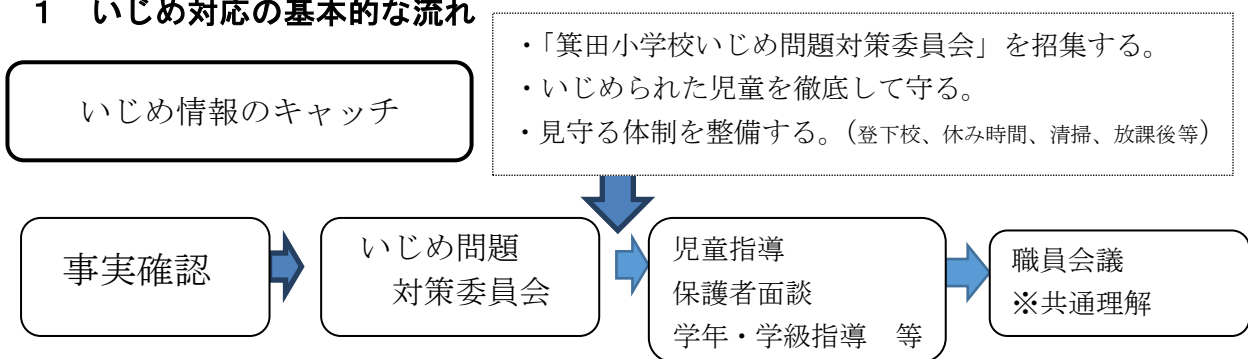 １　いじめ対応の基本的な流れ
・「箕田小学校いじめ問題対策委員会」を招集する。
・いじめられた児童を徹底して守る。
・見守る体制を整備する。（登下校、休み時間、清掃、放課後等）
いじめ情報のキャッチ
事実確認
いじめ問題
対策委員会
児童指導
保護者面談
学年・学級指導　等
職員会議
※共通理解